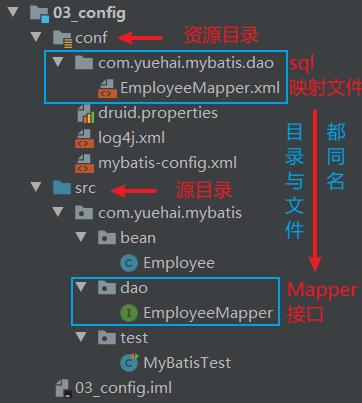 03_config
conf 资源目录
com.yuehai.mybatis.dao sql
EmployeeMapper.xml 映射文件
druid.properties
log4j.xml
mybatis-config.xml
都同名
目录与文件
src 源目录
com.yuehai.mybatis
bean
Employee
dao Mapper
EmployeeMapper 接口
test
MyBatisTest
03_config.iml